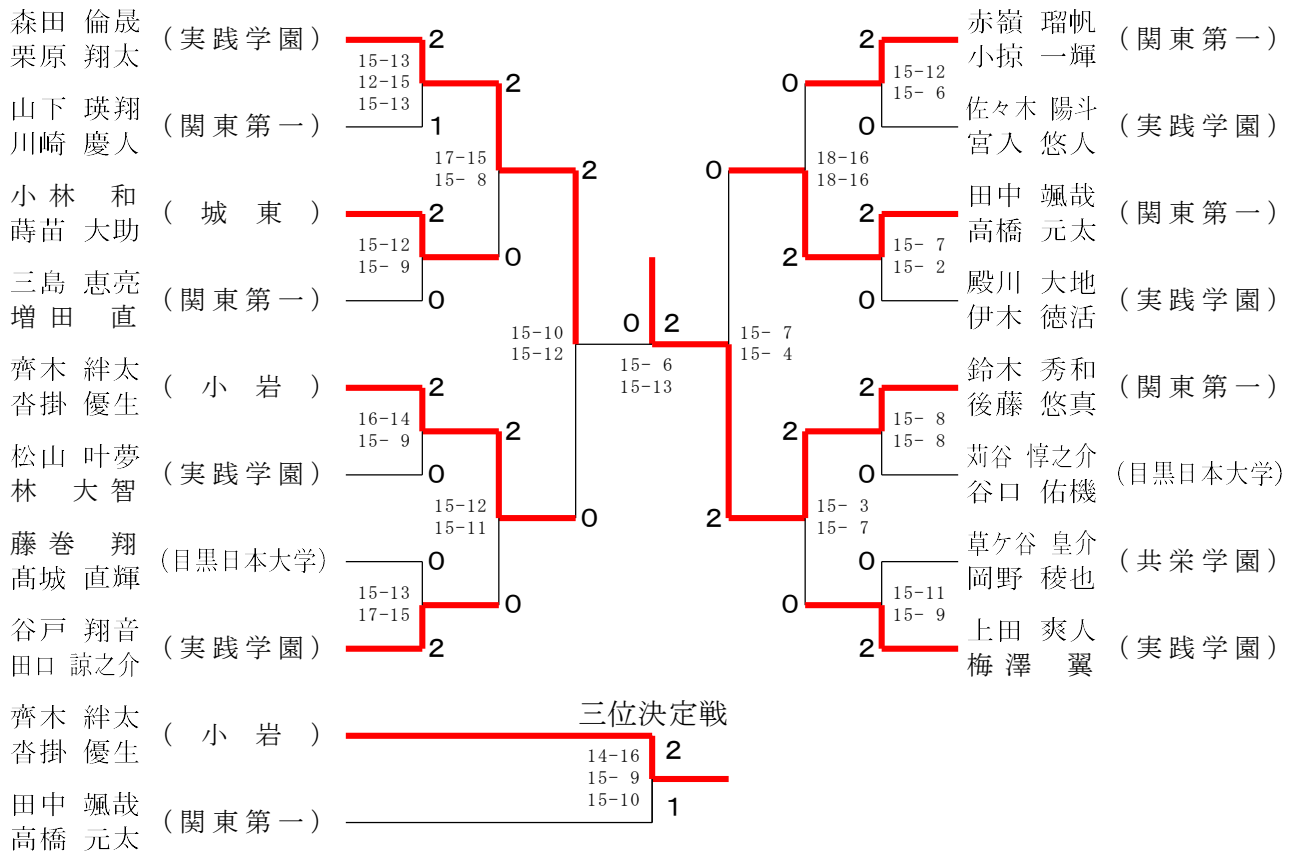 森田 倫晟
栗原 翔太
(実践学園)
2
15-13
12-15
15-13
2
山下 瑛翔
川崎 慶人
(関東第一)
1
17-15
15- 8
2
小林 和
蒔苗 大助
(城東)
2
15-12
15- 9
0
三島 恵亮
増田 直
(関東第一)
0
15-10
15-12
0
齊木 絆太
沓掛 優生
(小岩)
2
16-14
15- 9
2
松山 叶夢
林 大智
(実践学園)
0
15-12
15-11
0
藤巻 翔
髙城 直輝
(目黒日本大学)
0
15-13
17-15
0
谷戸 翔音
田口 諒之介
(実践学園)
2
2
15- 6
15-13
赤嶺 瑠帆
小掠 一輝
(関東第一)
2
15-12
15- 6
0
佐々木 陽斗
宮入 悠人
(実践学園)
0
18-16
18-16
0
田中 颯哉
高橋 元太
(関東第一)
2
15- 7
15- 2
2
殿川 大地
伊木 徳活
(実践学園)
0
15- 7
15- 4
鈴木 秀和
後藤 悠真
(関東第一)
2
15- 8
15- 8
2
苅谷 惇之介
谷口 佑機
(目黒日本大学)
0
15- 3
15- 7
2
草ケ谷 皇介
岡野 稜也
(共栄学園)
0
15-11
15- 9
0
上田 爽人
梅澤 翼
(実践学園)
2
三位決定戦
齊木 絆太
沓掛 優生
(小岩)
2
14-16
15- 9
15-10
田中 颯哉
高橋 元太
(関東第一)
1